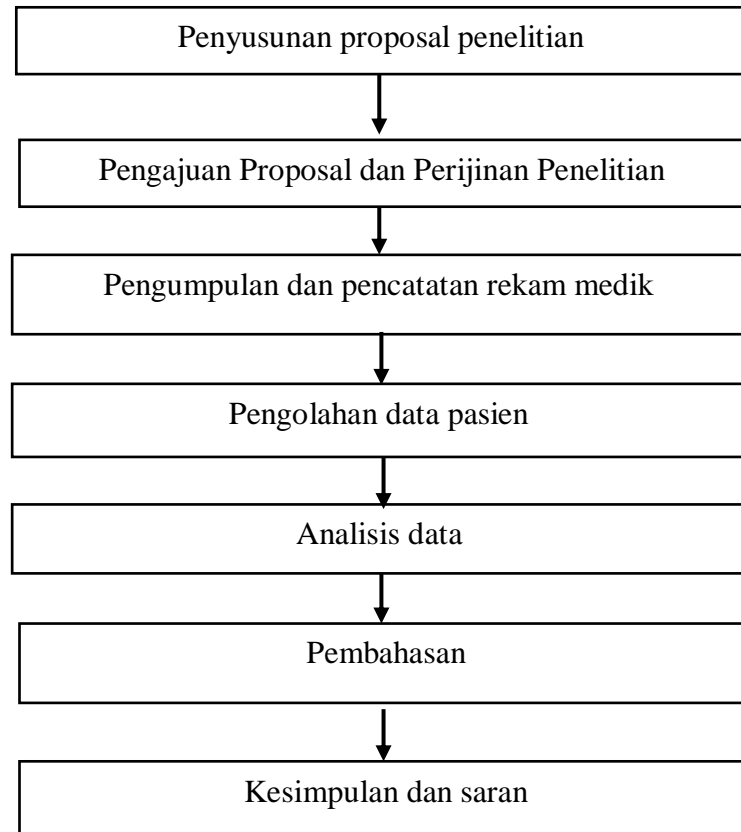 Penyusunan proposal penelitian
Pengajuan Proposal dan Perijinan Penelitian
Pengumpulan dan pencatatan rekam medik
Pengolahan data pasien
Analisis data
Pembahasan
Kesimpulan dan saran